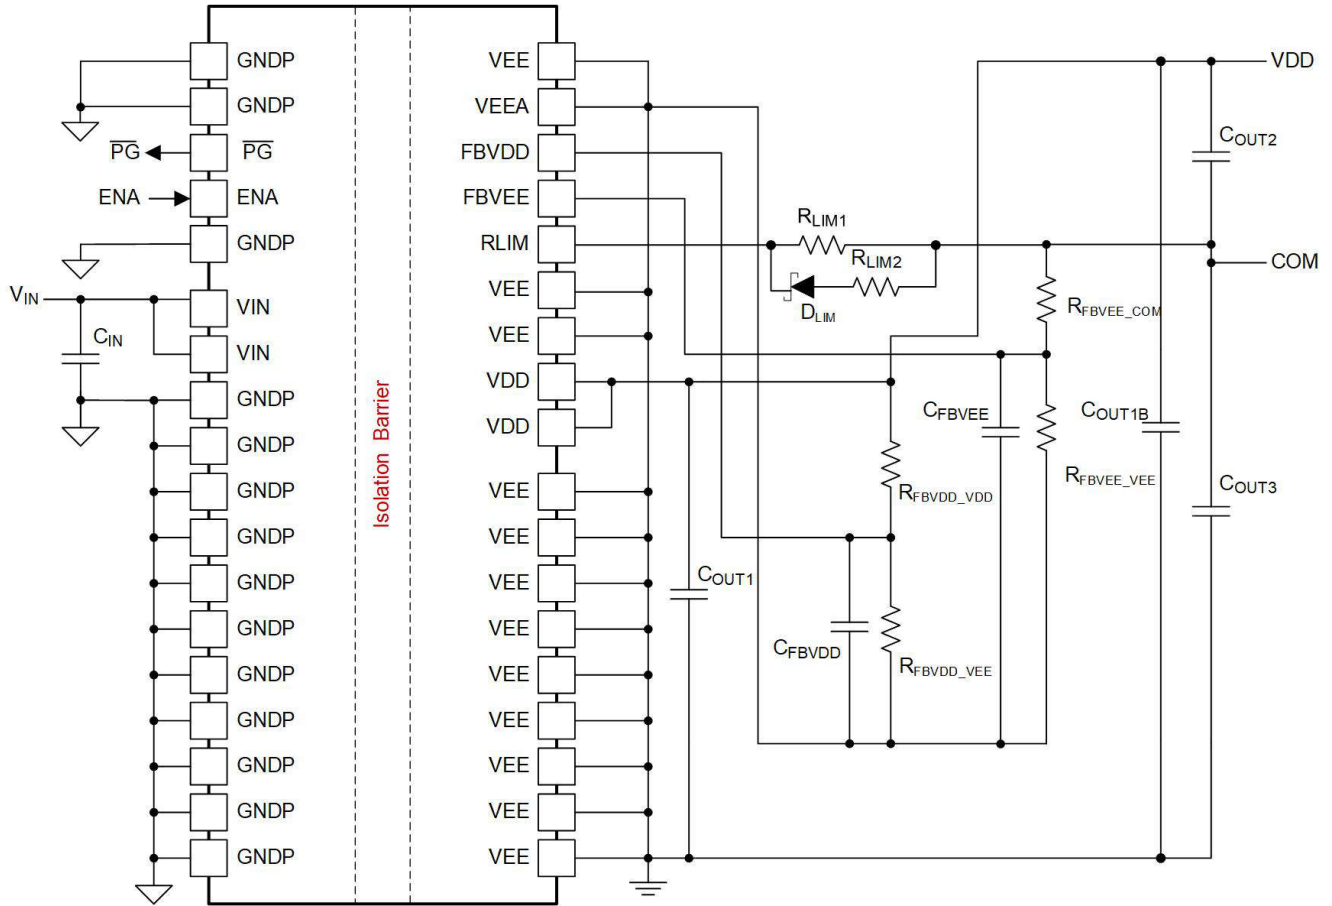 GNDP
VEE
VDD
GNDP
VEEA
COUT2
PG
PG
FBVDD
ENA
ENA
FBVEE
RLIM1
GNDP
RLIM
RLIM2
COM
VIN
VIN
VEE
DLIM
RFBVEE_COM
CIN
VIN
VEE
GNDP
VDD
CFBVEE
COUT1B
GNDP
VDD
RFBVEE_VEE
Isolation Barrier
GNDP
VEE
RFBVDD_VDD
COUT3
GNDP
VEE
GNDP
VEE
COUT1
GNDP
VEE
CFBVDD
GNDP
VEE
RFBVDD_VEE
GNDP
VEE
GNDP
VEE
GNDP
VEE
GNDP
VEE